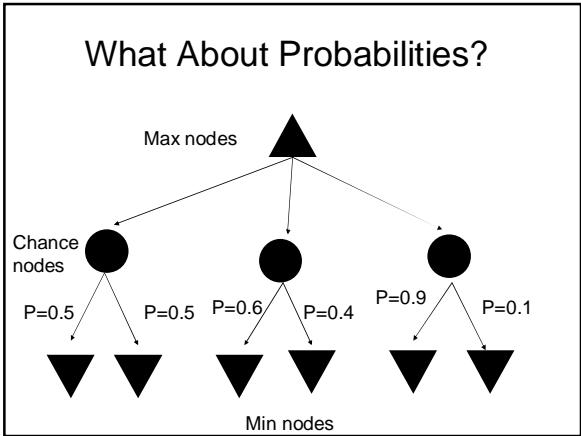 What About Probabilities?
Max nodes
Chance
nodes
P=0.5
P=0.5
P=0.6
P=0.4
P=0.9
P=0.1
Min nodes